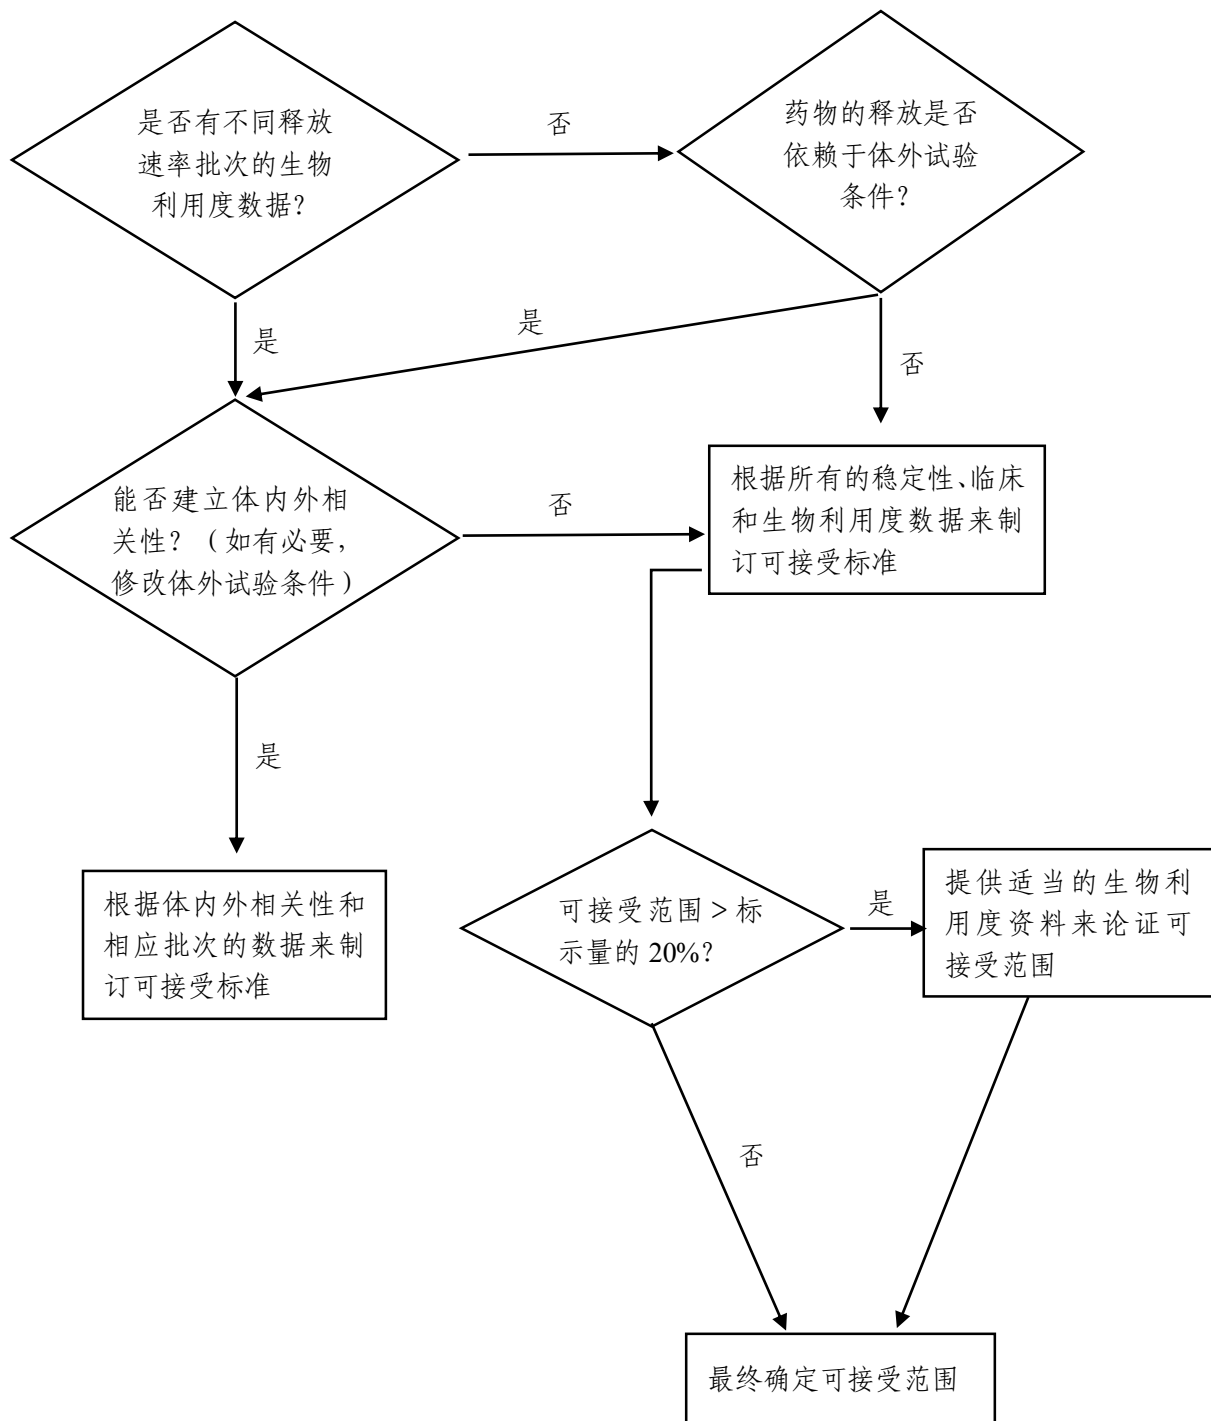 是否有不同释放
速率批次的生物
利用度数据？
否
药物的释放是否
依赖于体外试验
条件？
是
是
否
能否建立体内外相
关性？（如有必要，
修改体外试验条件）
否
根据所有的稳定性、临床
和生物利用度数据来制
订可接受标准
是
根据体内外相关性和
相应批次的数据来制
订可接受标准
可接受范围 > 标
示量的 20%?
是
提供适当的生物利
用度资料来论证可
接受范围
否
最终确定可接受范围